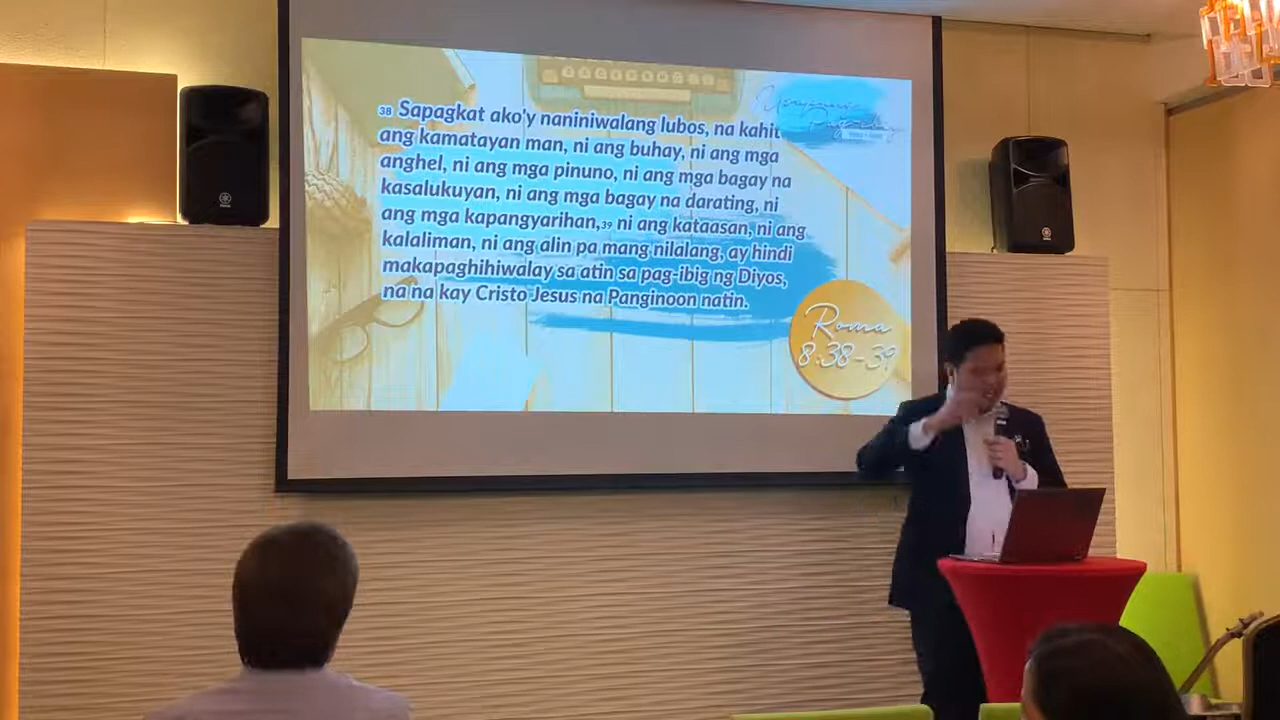 38 Sapagkat ako'y naniniwalang lubos, na kahit
ang kamatayan man, ni ang buhay, ni ang mga
anghel, ni ang mga pinuno, ni ang mga bagay na
kasalukuyan, ni ang mga bagay na darating, ni
ang mga kapangyarihan,39 ni ang kataasan, ni ang
kalaliman, ni ang alin pa mang nilalang, ay hindi
makapaghihiwalay sa atin sa pag-ibig ng Diyos,
na na kay Cristo Jesus na Panginoon natin.
Roma
8:38-39